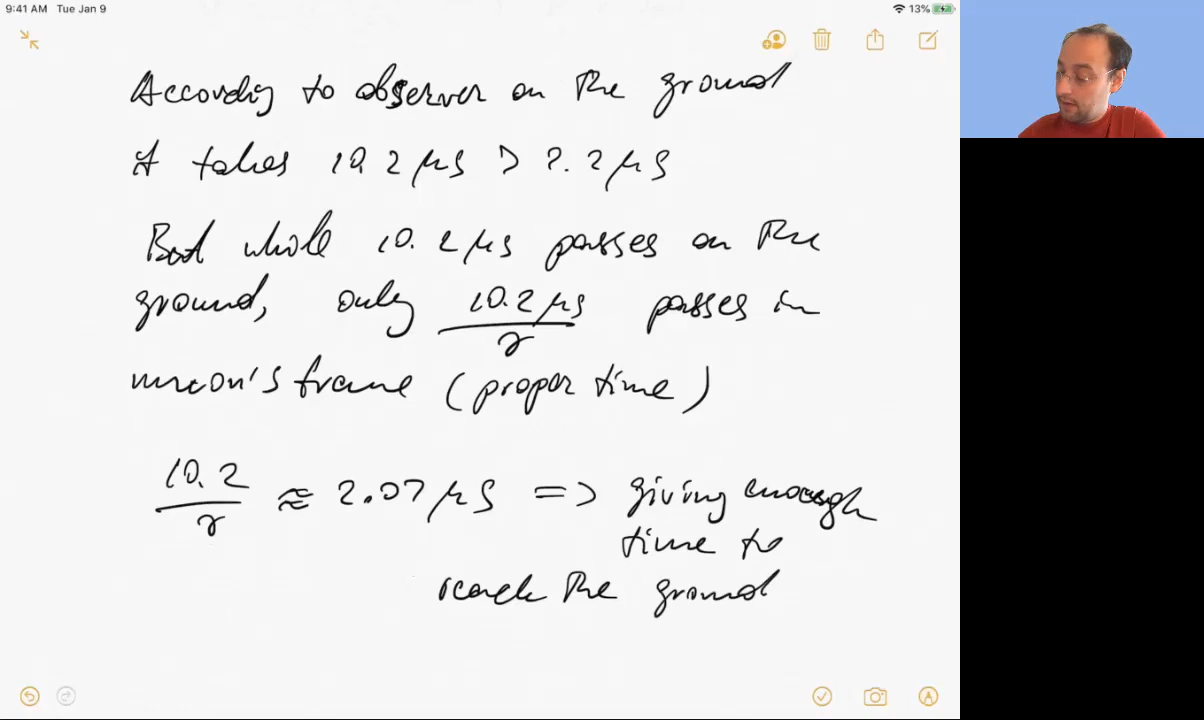 9:41 AM Tue Jan 9
13%
According to observer on the ground
it takes 10.2 μs > 2.2 μs
But while 10.2 μs passes on the
ground, only 10.2 μs / γ passes in
muon's frame (proper time)
10.2 / γ ≈ 2.07 μs => giving enough
time to
reach the ground